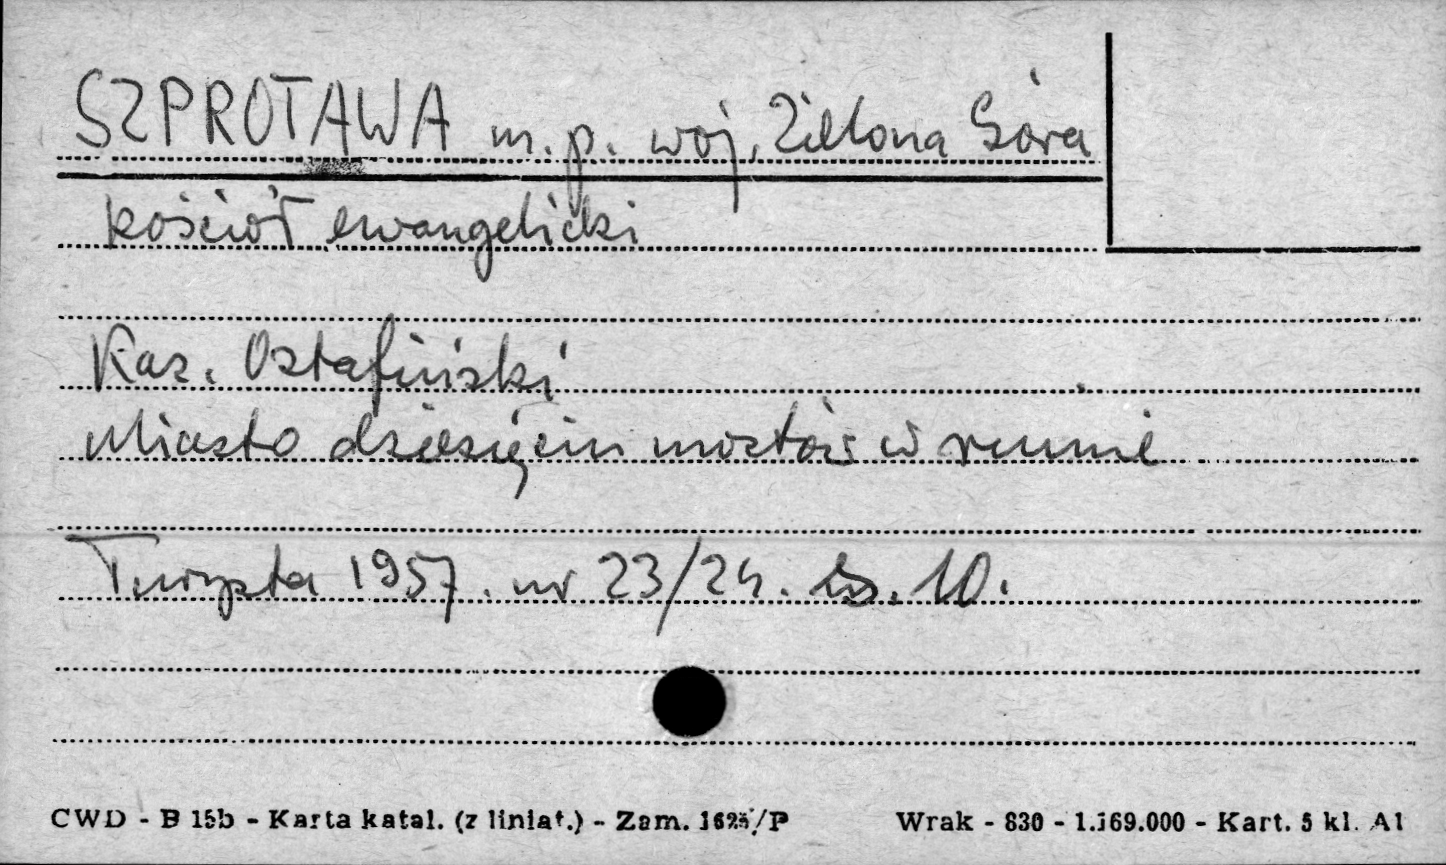 SZPROTAWA m. p. woj. Zielona Góra
kościół ewangelicki
Kaz. Ostafiński
Miasto dziesięciu mostów w ruinie
Turysta 1957. nr 23/24. s. 10.
CWD - B 15b - Karta katal. (z liniat.) - Zam. 1625/P Wrak - 830 - 1.169.000 - Kart. 5 kl. A1